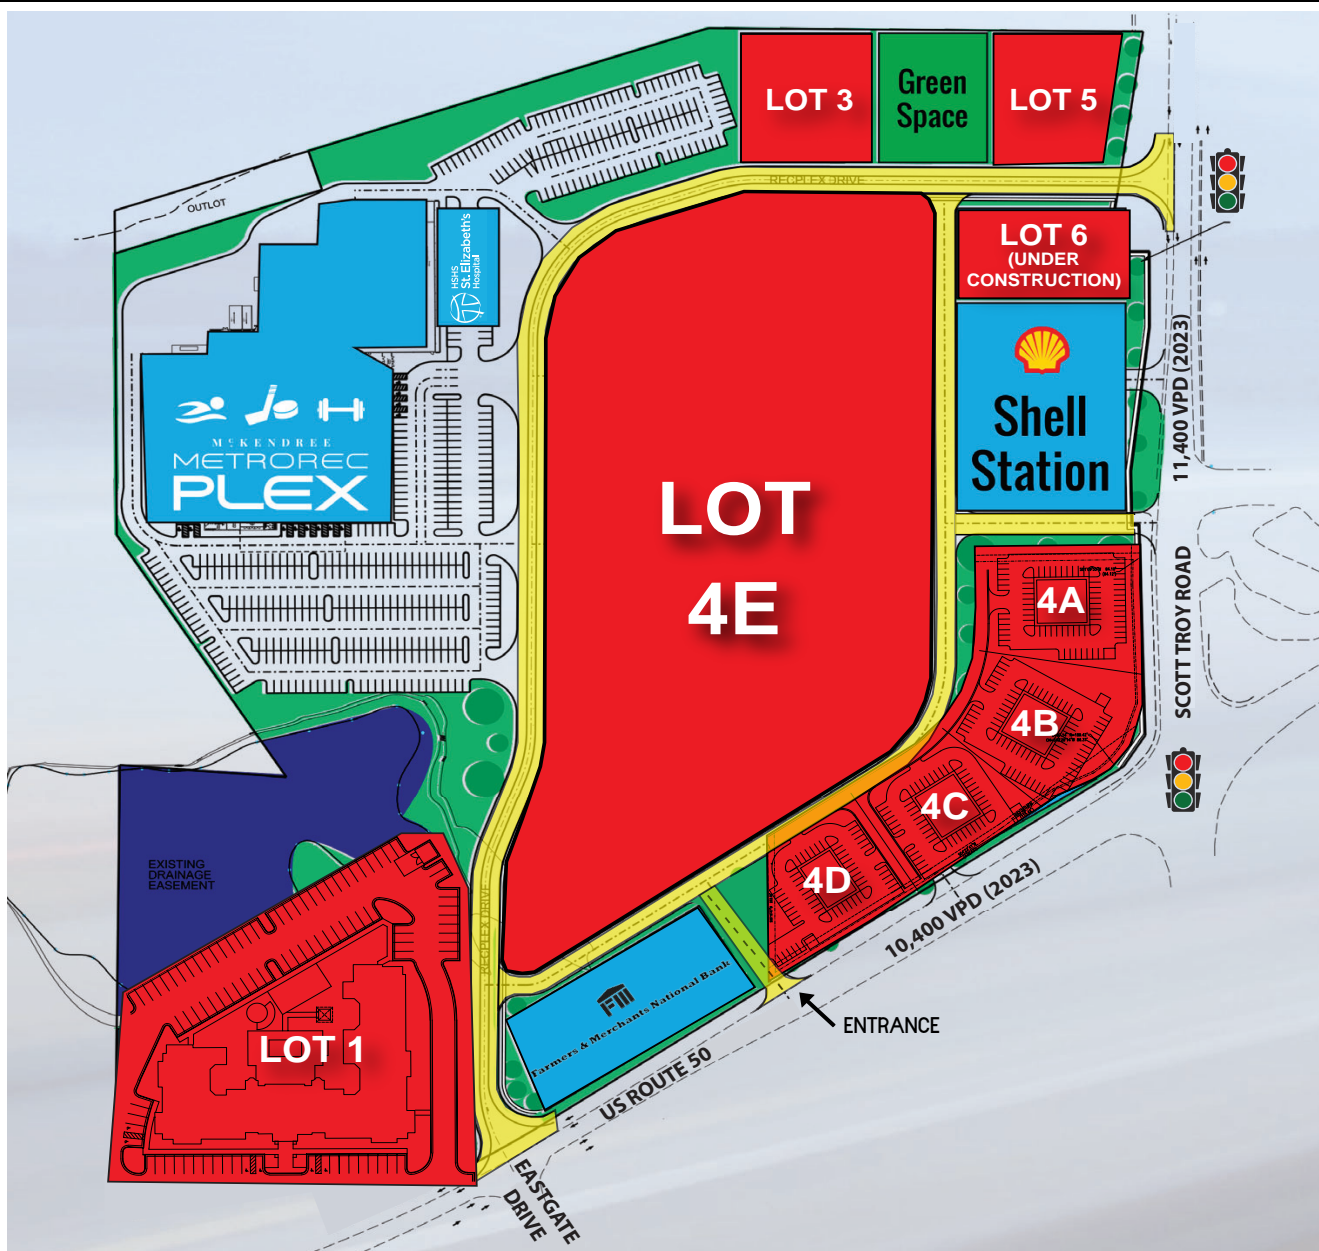 LOT 3
Green
Space
LOT 5
RECPLEX DRIVE
OUTLOT
HSHS
St. Elizabeth's
Hospital
LOT 6
(UNDER
CONSTRUCTION)
Shell
Station
11,400 VPD (2023)
McKENDREE
METROREC
PLEX
LOT
4E
4A
SCOTT TROY ROAD
4B
4C
4D
10,400 VPD (2023)
EXISTING
DRAINAGE
EASEMENT
RECPLEX DRIVE
FM
Farmers & Merchants National Bank
ENTRANCE
LOT 1
US ROUTE 50
EASTGATE
DRIVE